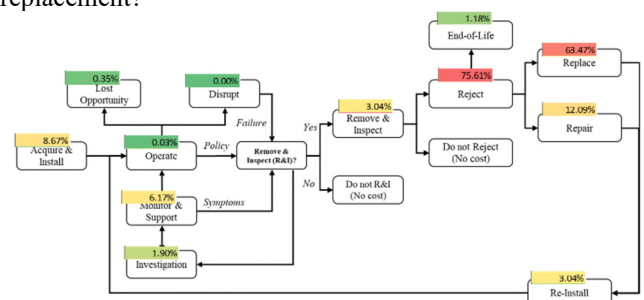 replacement?
1.18%
End-of-Life
0.35%
Lost
Opportunity
0.00%
Disrupt
63.47%
Replace
75.61%
Reject
3.04%
Remove &
Inspect
12.09%
Repair
Failure
Yes
8.67%
Acquire &
Install
0.03%
Operate
Policy
Remove &
Inspect (R&I)?
Do not Reject
(No cost)
No
Do not R&I
(No cost)
6.17%
Monitor &
Support
Symptoms
1.90%
Investigation
3.04%
Re-Install